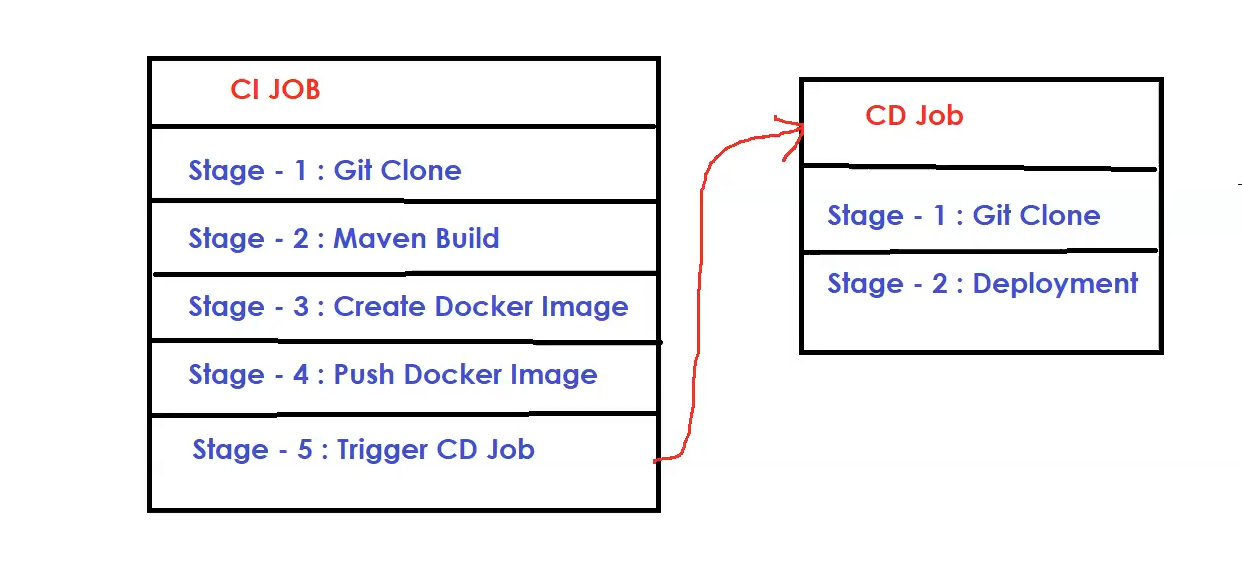 CI JOB
Stage - 1 : Git Clone
Stage - 2 : Maven Build
Stage - 3 : Create Docker Image
Stage - 4 : Push Docker Image
Stage - 5 : Trigger CD Job
CD Job
Stage - 1 : Git Clone
Stage - 2 : Deployment